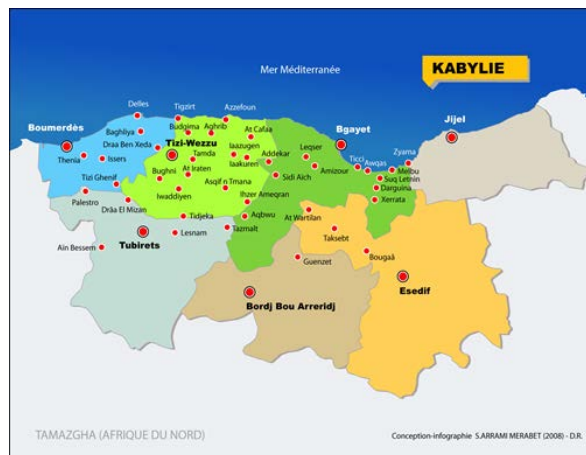 KABYLIE
Mer Méditerranée
Delles
Tigzirt
Azzefoun
Boumerdès
Baghliya
Budgima
Aghrib
At Cafaa
Bgayet
Jijel
Draa Ben Xeda
Tizi-Wezzu
Iaazugen
Leqser
Zyama
Thenia
Issers
Tamda
Iaakuren
Addekar
Amizour
Ticci
Awqas
Melbu
Suq Letnin
Tizi Ghenif
Bughni
At Iraten
Sidi Aich
Darguina
Palestro
Iwaddiyen
Asqif n Tmana
Xerrata
Drâa El Mizan
Ihzer Ameqran
Tidjeka
Aqbwu
At Wartilan
Tubirets
Lesnam
Tazmalt
Taksebt
Ain Bessem
Guenzet
Bougaâ
Esedif
Bordj Bou Arreridj
TAMAZGHA (AFRIQUE DU NORD)
Conception-infographie S.ARRAMI MERABET (2008) - D.R.